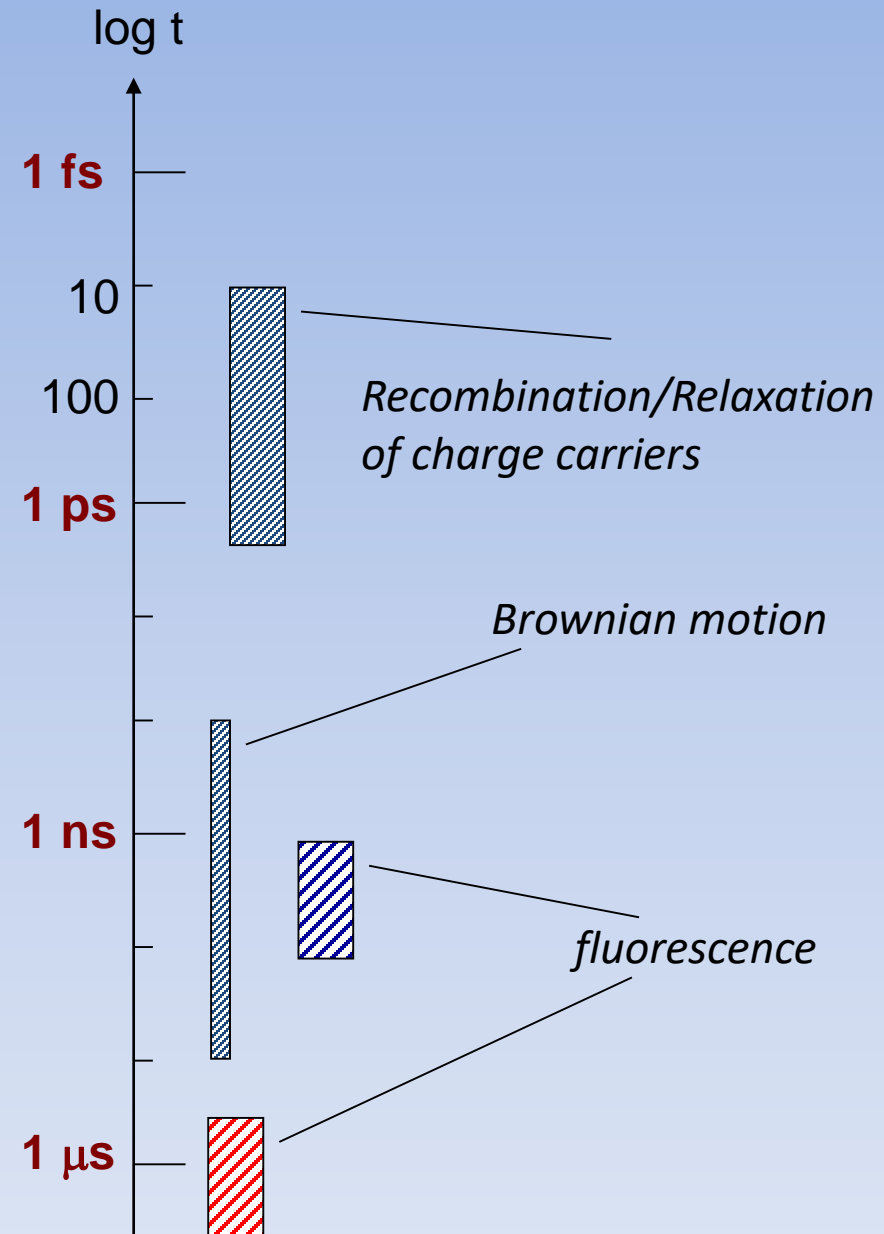 log t
1 fs
10
100
Recombination/Relaxation
of charge carriers
1 ps
Brownian motion
1 ns
fluorescence
1 μs